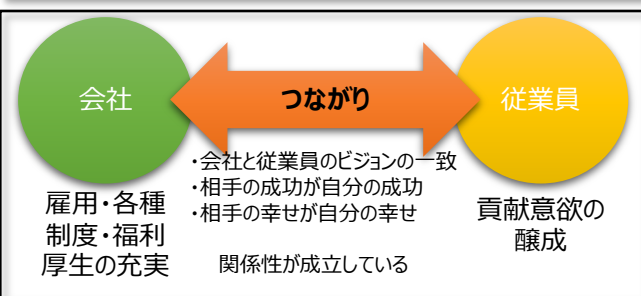 会社
つながり
従業員
・会社と従業員のビジョンの一致
・相手の成功が自分の成功
・相手の幸せが自分の幸せ
関係性が成立している
雇用・各種
制度・福利
厚生の充実
貢献意欲の
醸成